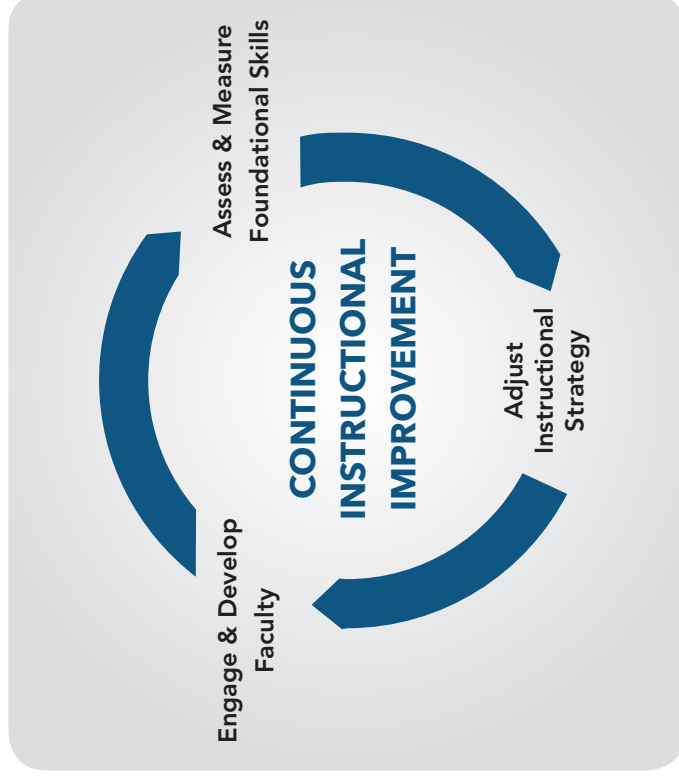 Assess & Measure
Foundational Skills
CONTINUOUS
INSTRUCTIONAL
IMPROVEMENT
Adjust
Instructional
Strategy
Engage & Develop
Faculty